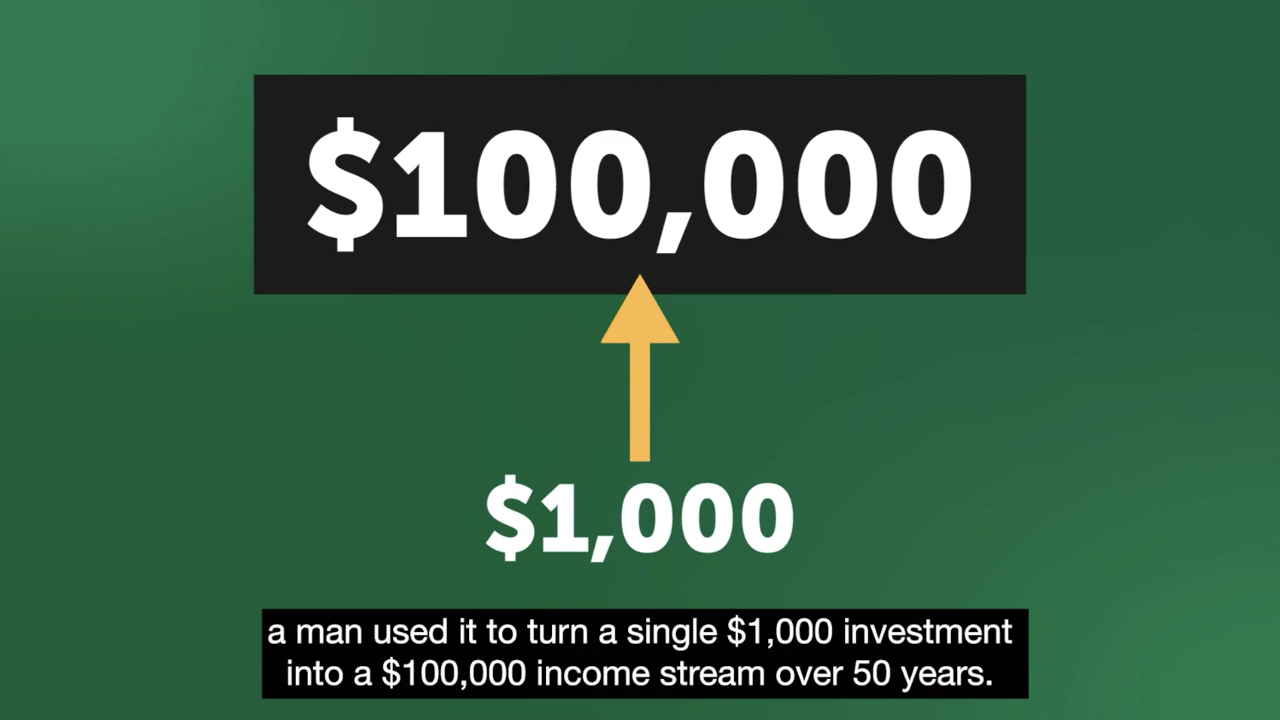 $100,000
$1,000
a man used it to turn a single $1,000 investment
into a $100,000 income stream over 50 years.